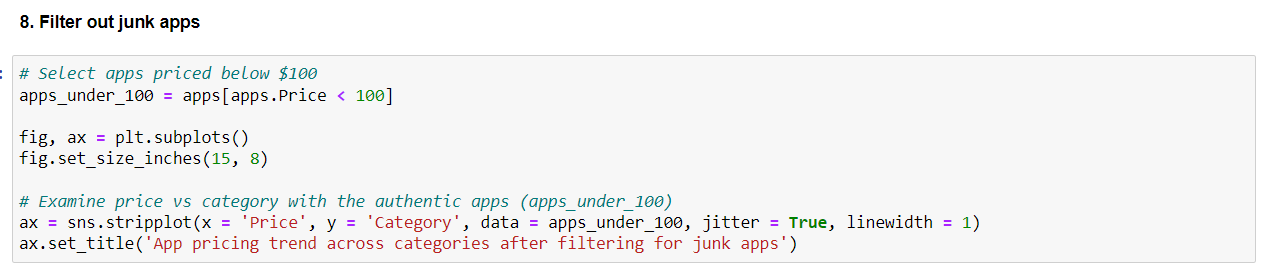 8. Filter out junk apps
:
# Select apps priced below $100
apps_under_100 = apps[apps.Price < 100]
fig, ax = plt.subplots()
fig.set_size_inches(15, 8)
# Examine price vs category with the authentic apps (apps_under_100)
ax = sns.stripplot(x = 'Price', y = 'Category', data = apps_under_100, jitter = True, linewidth = 1)
ax.set_title('App pricing trend across categories after filtering for junk apps')